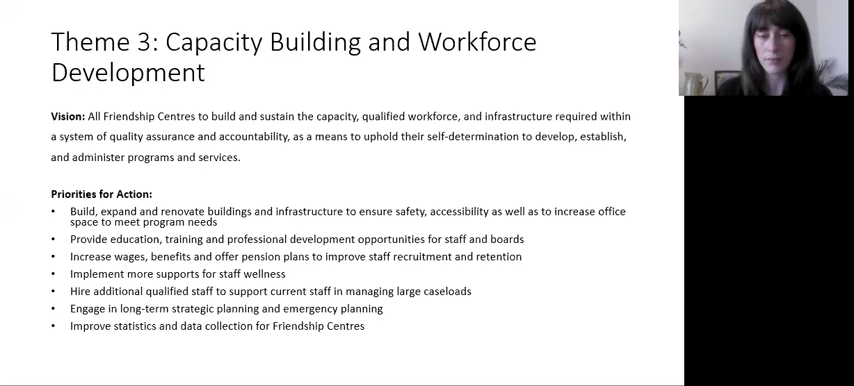 Theme 3: Capacity Building and Workforce
Development
Vision: All Friendship Centres to build and sustain the capacity, qualified workforce, and infrastructure required within
a system of quality assurance and accountability, as a means to uphold their self-determination to develop, establish,
and administer programs and services.
Priorities for Action:
• Build, expand and renovate buildings and infrastructure to ensure safety, accessibility as well as to increase office
space to meet program needs
• Provide education, training and professional development opportunities for staff and boards
• Increase wages, benefits and offer pension plans to improve staff recruitment and retention
• Implement more supports for staff wellness
• Hire additional qualified staff to support current staff in managing large caseloads
• Engage in long-term strategic planning and emergency planning
• Improve statistics and data collection for Friendship Centres